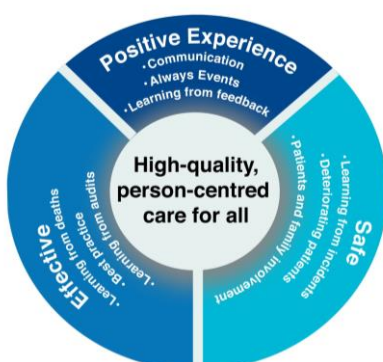 Positive Experience
·Communication
·Always Events
·Learning from feedback
High-quality,
person-centred
care for all
Safe
·Learning from incidents
·Deteriorating patients
·Patients and family involvement
Effective
·Learning from deaths
·Best practice
·Learning from audits